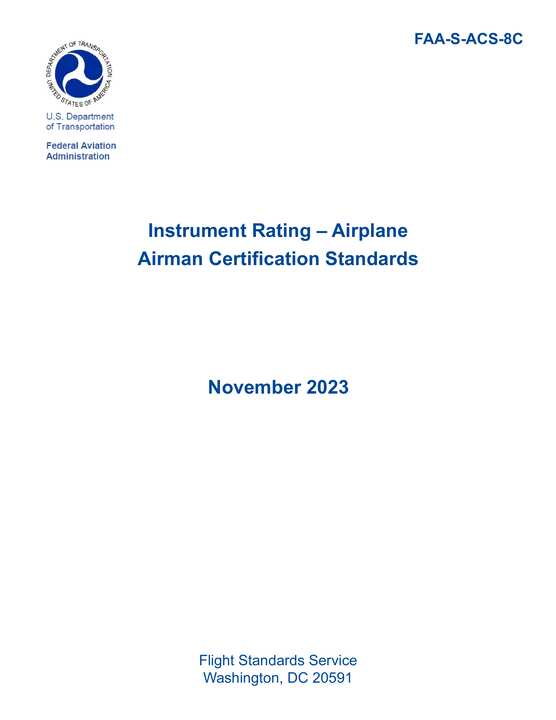 FAA-S-ACS-8C
DEPARTMENT OF TRANSPORTATION
UNITED STATES OF AMERICA
U.S. Department
of Transportation
Federal Aviation
Administration
Instrument Rating – Airplane
Airman Certification Standards
November 2023
Flight Standards Service
Washington, DC 20591